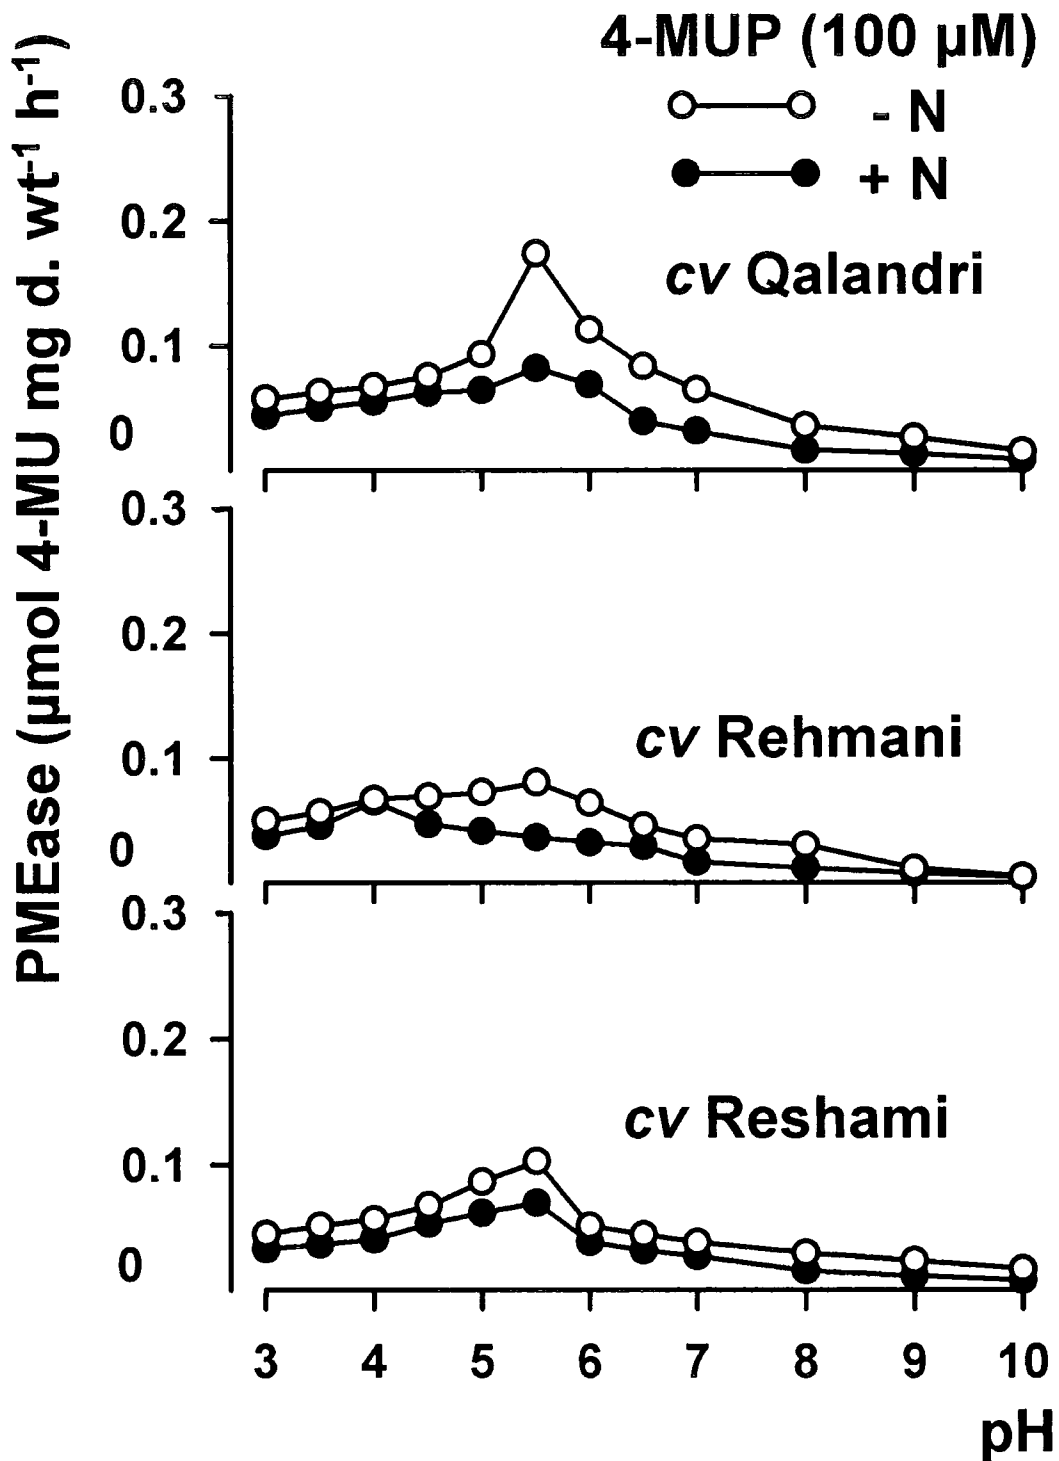 4-MUP (100 µM)
- N
+ N
PMEase (µmol 4-MU mg d. wt-¹ h-¹)
0.3
0.2
0.1
0
cv Qalandri
0.3
0.2
0.1
0
cv Rehmani
0.3
0.2
0.1
0
cv Reshami
3 4 5 6 7 8 9 10
pH